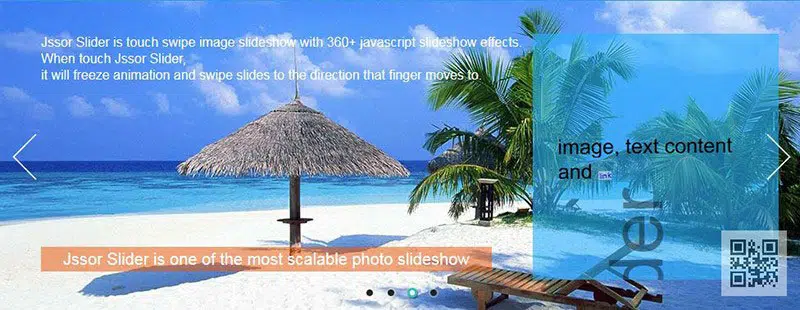 Jssor Slider is touch swipe image slideshow with 360+ javascript slideshow effects.
When touch Jssor Slider,
it will freeze animation and swipe slides to the direction that finger moves to.
image, text content
and link
Jssor Slider is one of the most scalable photo slideshow